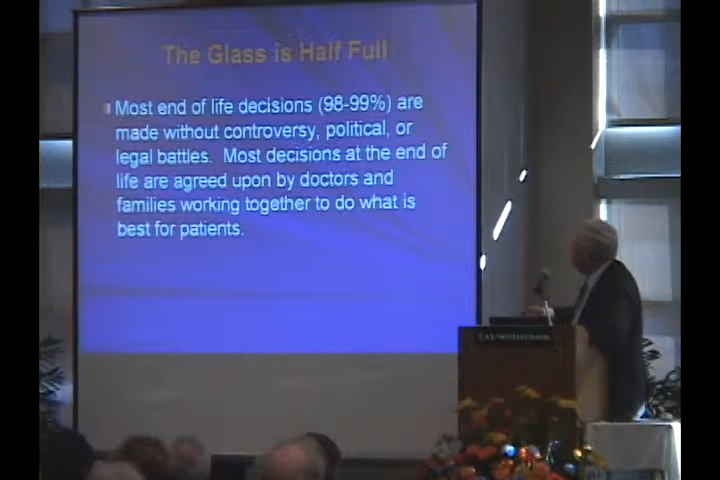 The Glass is Half Full
Most end of life decisions (98-99%) are
made without controversy, political, or
legal battles. Most decisions at the end of
life are agreed upon by doctors and
families working together to do what is
best for patients.